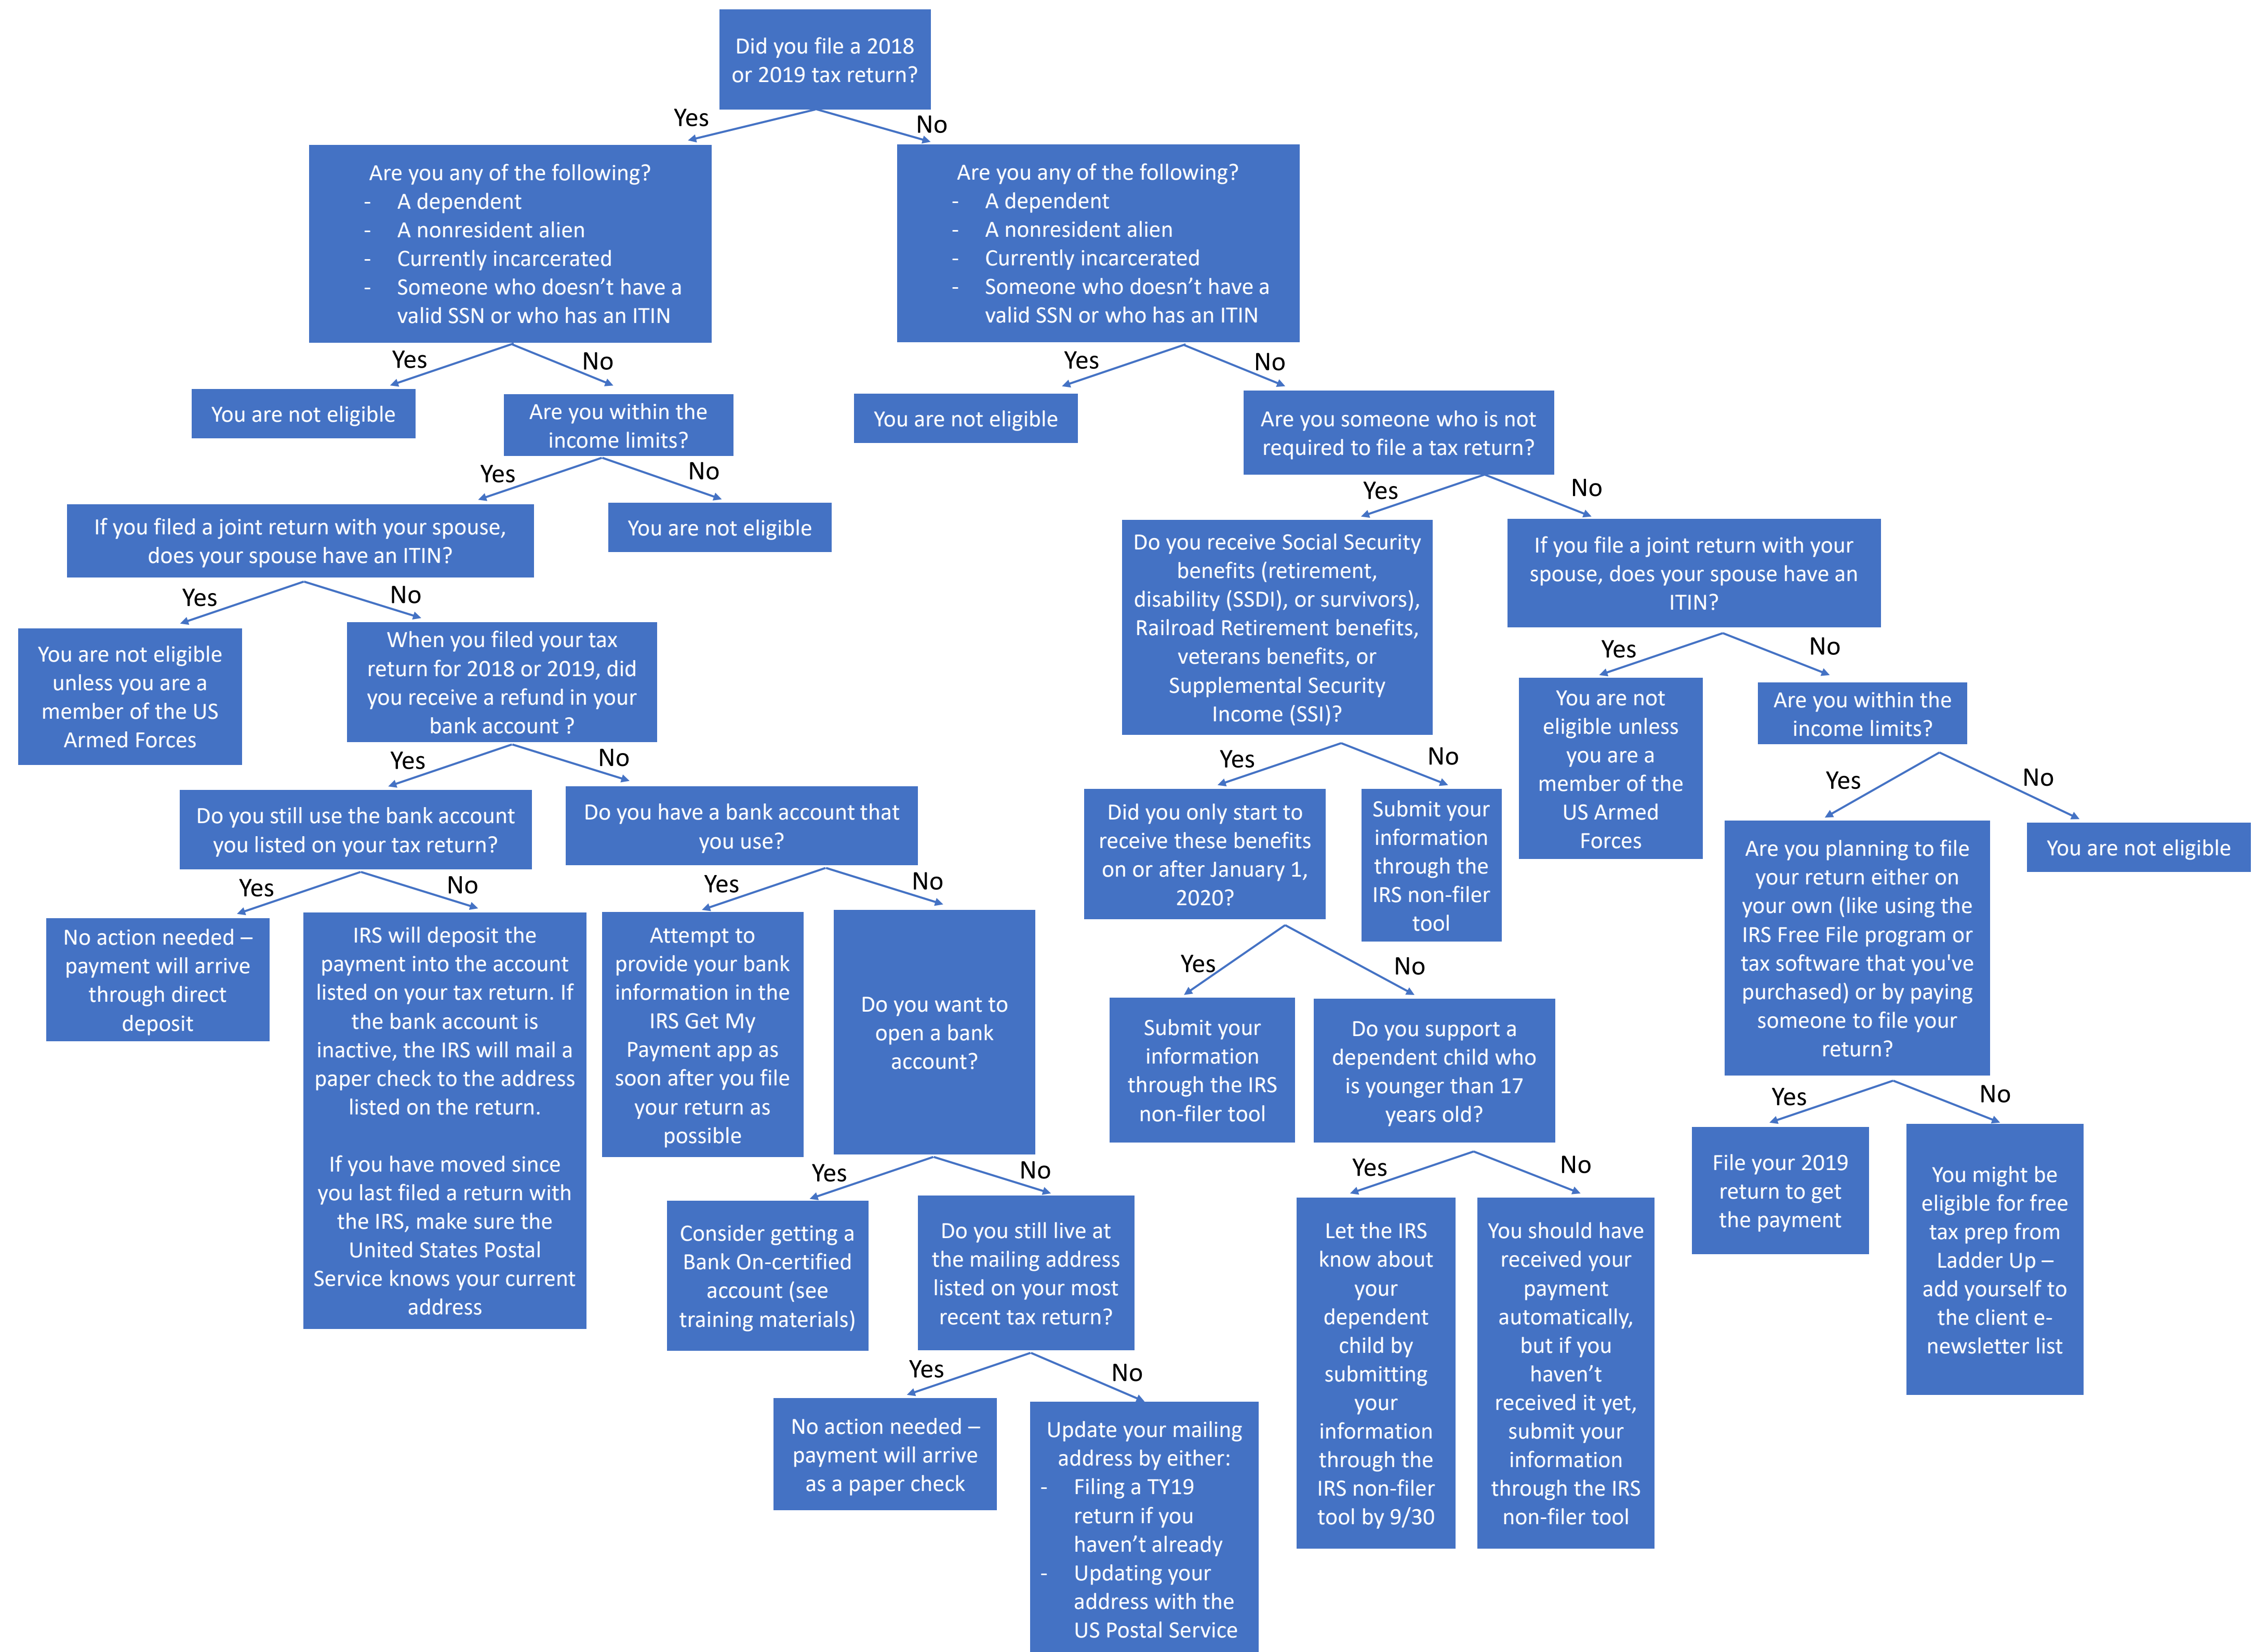 Did you file a 2018
or 2019 tax return?
Yes
No
Are you any of the following?
- A dependent
- A nonresident alien
- Currently incarcerated
- Someone who doesn’t have a
valid SSN or who has an ITIN
Are you any of the following?
- A dependent
- A nonresident alien
- Currently incarcerated
- Someone who doesn’t have a
valid SSN or who has an ITIN
Yes
No
Yes
No
You are not eligible
Are you within the
income limits?
You are not eligible
Are you someone who is not
required to file a tax return?
Yes
No
Yes
No
If you filed a joint return with your spouse,
does your spouse have an ITIN?
You are not eligible
Do you receive Social Security
benefits (retirement,
disability (SSDI), or survivors),
Railroad Retirement benefits,
veterans benefits, or
Supplemental Security
Income (SSI)?
If you file a joint return with your
spouse, does your spouse have an
ITIN?
Yes
No
Yes
No
You are not eligible
unless you are a
member of the US
Armed Forces
When you filed your tax
return for 2018 or 2019, did
you receive a refund in your
bank account ?
You are not
eligible unless
you are a
member of the
US Armed
Forces
Are you within the
income limits?
Yes
No
Yes
No
Yes
No
Do you still use the bank account
you listed on your tax return?
Do you have a bank account that
you use?
Did you only start to
receive these benefits
on or after January 1,
2020?
Submit your
information
through the
IRS non-filer
tool
Are you planning to file
your return either on
your own (like using the
IRS Free File program or
tax software that you've
purchased) or by paying
someone to file your
return?
You are not eligible
Yes
No
Yes
No
Yes
No
No action needed –
payment will arrive
through direct
deposit
IRS will deposit the
payment into the account
listed on your tax return. If
the bank account is
inactive, the IRS will mail a
paper check to the address
listed on the return.
If you have moved since
you last filed a return with
the IRS, make sure the
United States Postal
Service knows your current
address
Attempt to
provide your bank
information in the
IRS Get My
Payment app as
soon after you file
your return as
possible
Do you want to
open a bank
account?
Submit your
information
through the IRS
non-filer tool
Do you support a
dependent child who
is younger than 17
years old?
Yes
No
Yes
No
Yes
No
Consider getting a
Bank On-certified
account (see
training materials)
Do you still live at
the mailing address
listed on your most
recent tax return?
Let the IRS
know about
your
dependent
child by
submitting
your
information
through the
IRS non-filer
tool by 9/30
You should have
received your
payment
automatically,
but if you
haven’t
received it yet,
submit your
information
through the IRS
non-filer tool
File your 2019
return to get
the payment
You might be
eligible for free
tax prep from
Ladder Up –
add yourself to
the client e-
newsletter list
Yes
No
No action needed –
payment will arrive
as a paper check
Update your mailing
address by either:
- Filing a TY19
return if you
haven’t already
- Updating your
address with the
US Postal Service